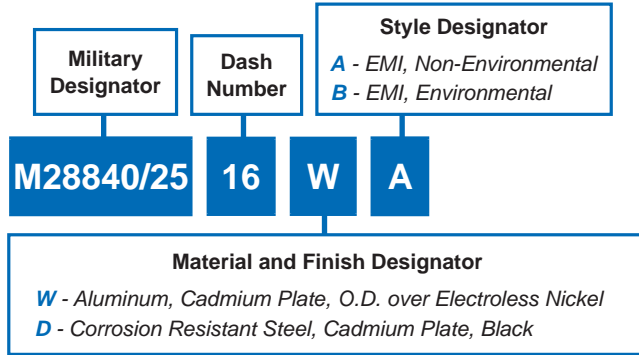 Style Designator
A - EMI, Non-Environmental
B - EMI, Environmental
Military
Designator
Dash
Number
M28840/25 16 W A
Material and Finish Designator
W - Aluminum, Cadmium Plate, O.D. over Electroless Nickel
D - Corrosion Resistant Steel, Cadmium Plate, Black